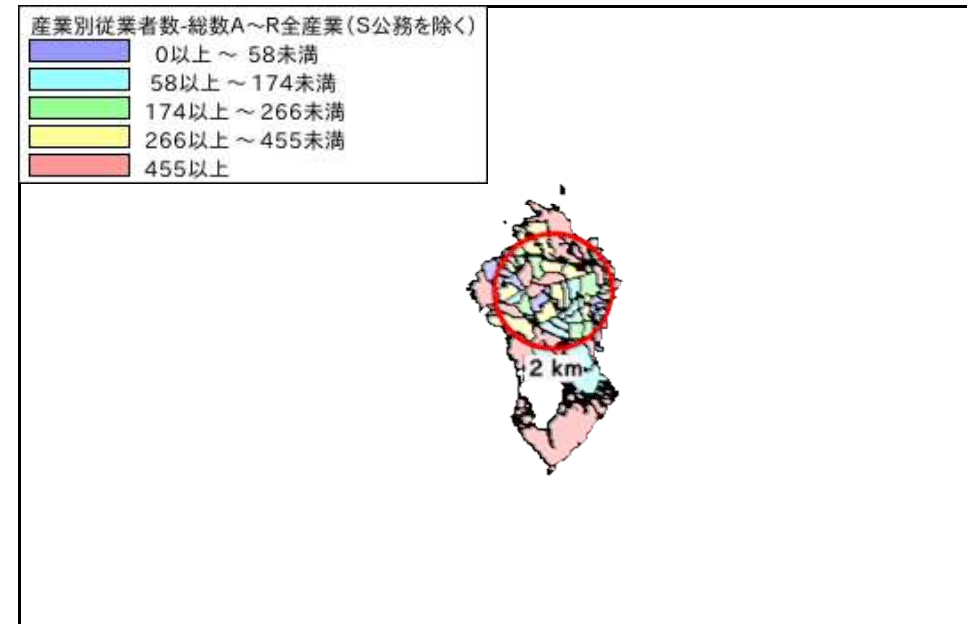 産業別従業者数-総数A～R全産業(S公務を除く)
0以上 ～ 58未満
58以上 ～ 174未満
174以上 ～ 266未満
266以上 ～ 455未満
455以上
2 km